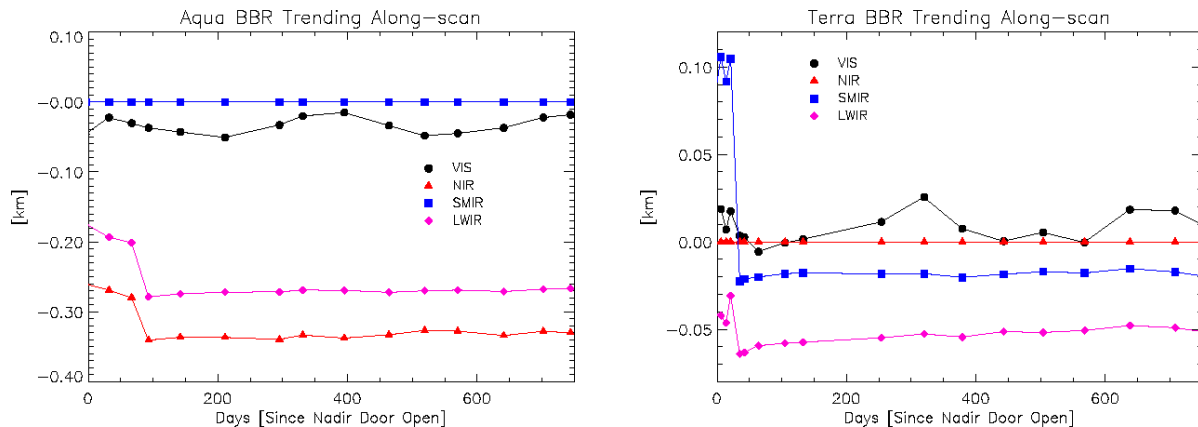 Aqua BBR Trending Along-scan
0.10
-0.00
-0.10
-0.20
-0.30
-0.40
[km]
VIS
NIR
SMIR
LWIR
0 200 400 600
Days [Since Nadir Door Open]
Terra BBR Trending Along-scan
0.10
0.05
0.00
-0.05
[km]
VIS
NIR
SMIR
LWIR
0 200 400 600
Days [Since Nadir Door Open]